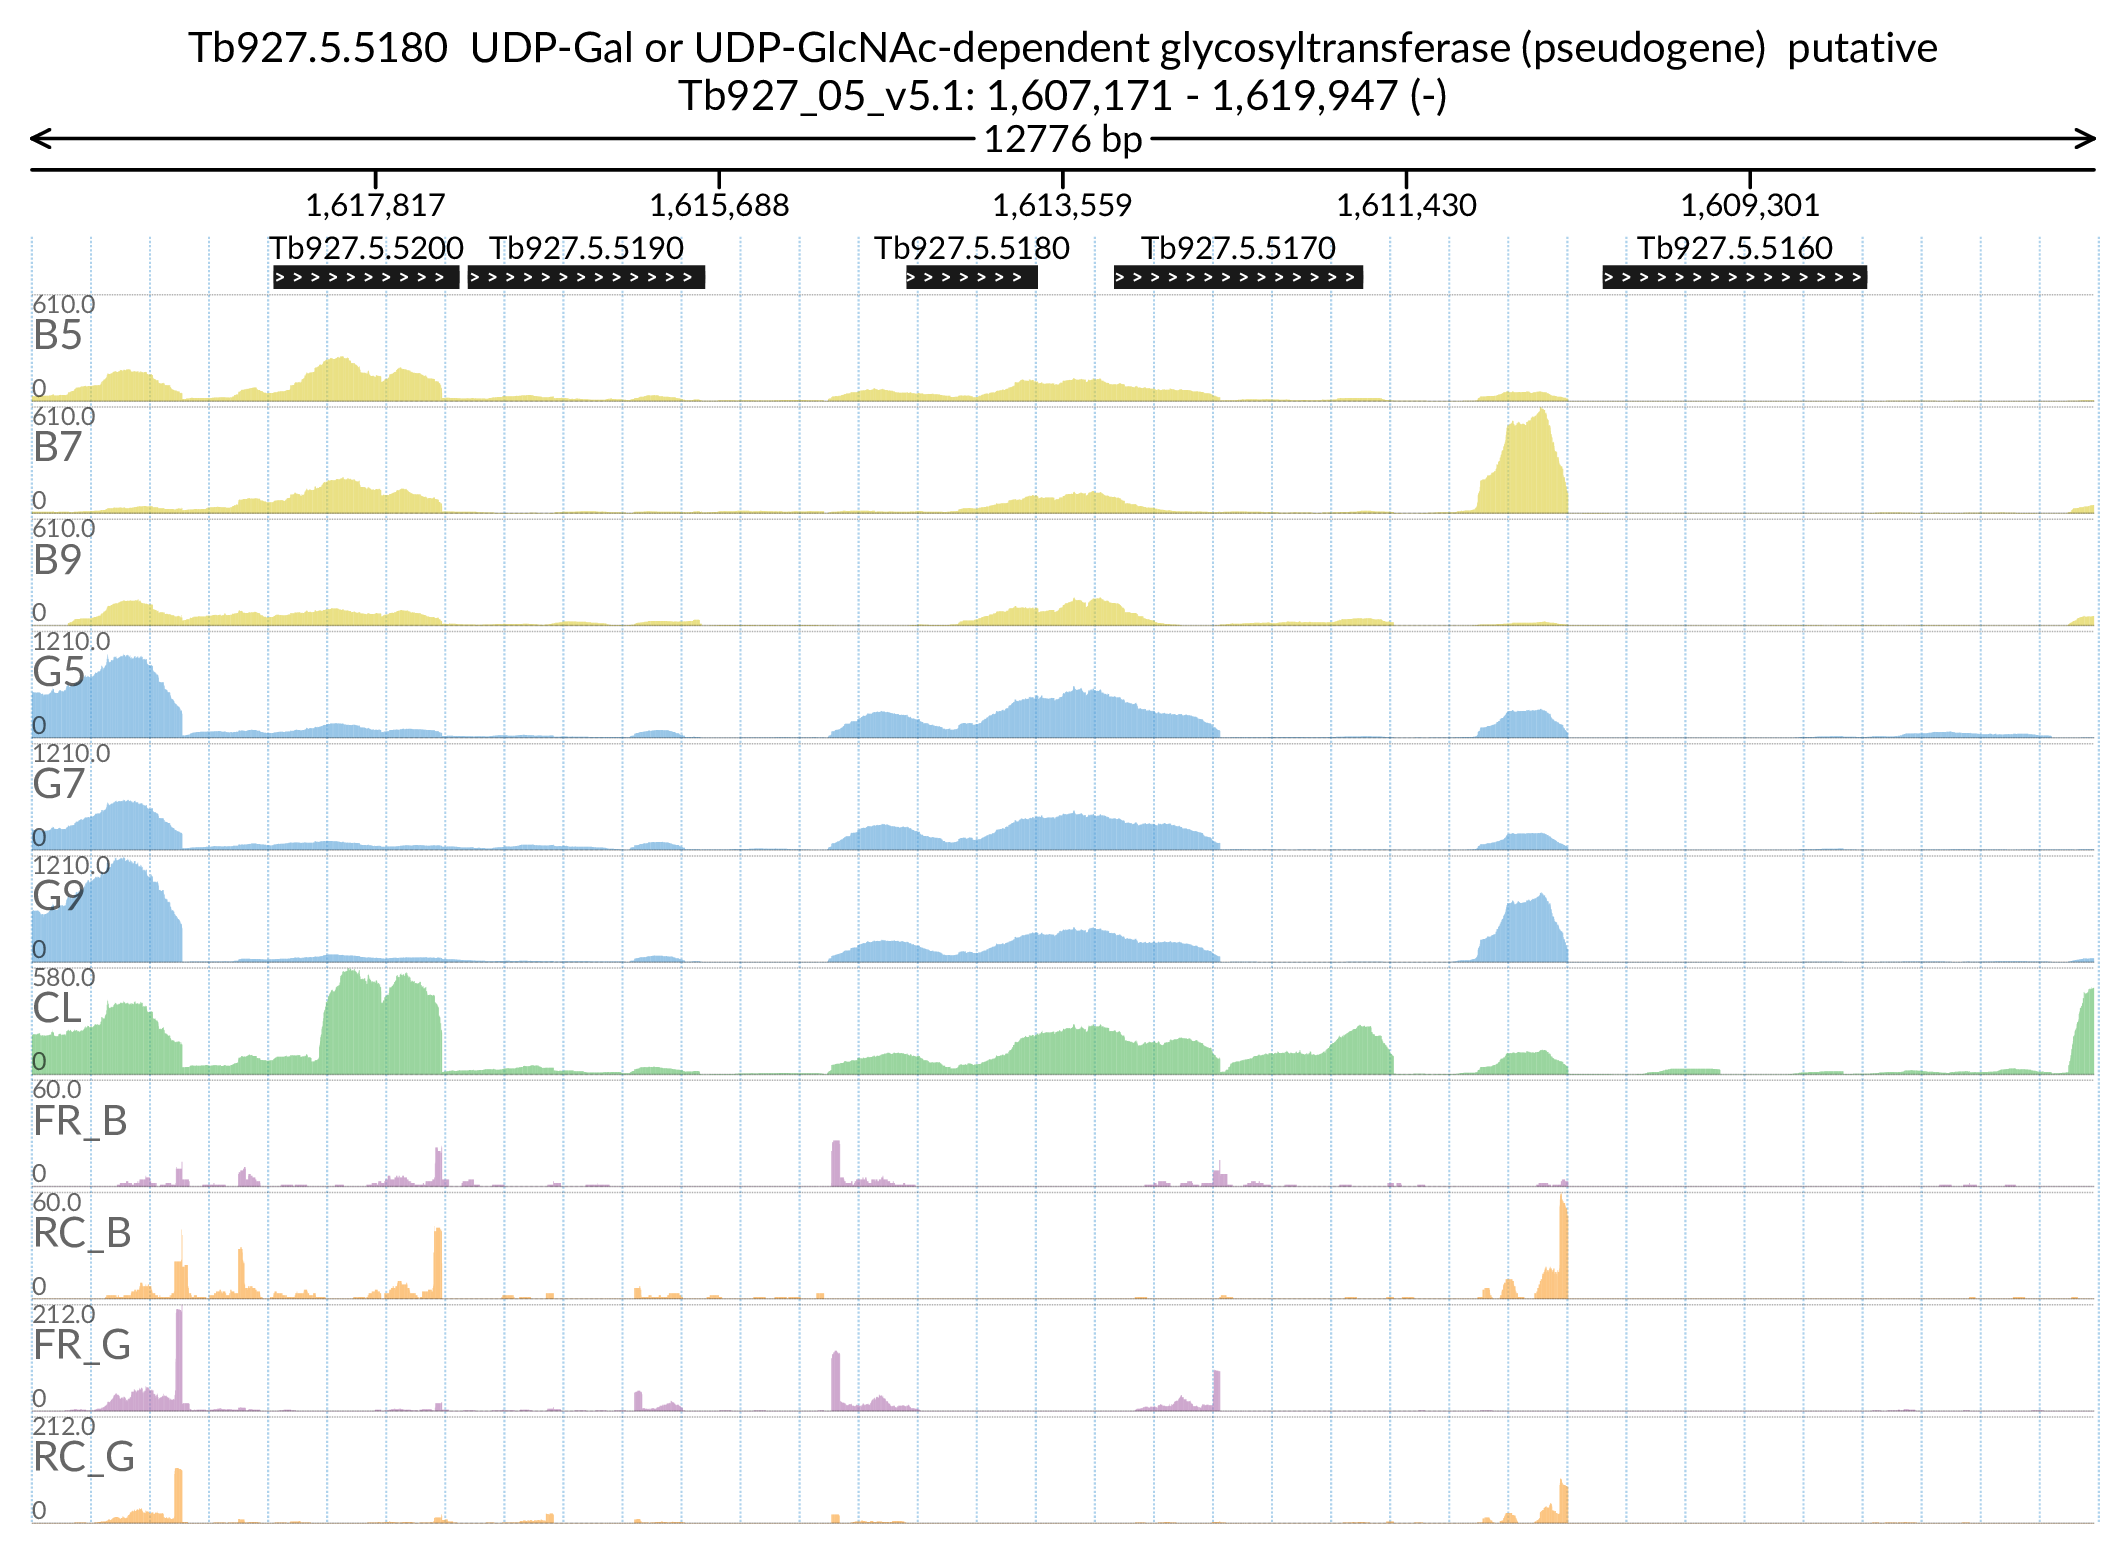 Tb927.5.5180  UDP-Gal or UDP-GlcNAc-dependent glycosyltransferase (pseudogene)  putative
Tb927_05_v5.1: 1,607,171 - 1,619,947 (-)
12776 bp
1,617,817 1,615,688 1,613,559 1,611,430 1,609,301
Tb927.5.5200 Tb927.5.5190 Tb927.5.5180 Tb927.5.5170 Tb927.5.5160
610.0
B5
0
610.0
B7
0
610.0
B9
0
1210.0
G5
0
1210.0
G7
0
1210.0
G9
0
580.0
CL
0
60.0
FR_B
0
60.0
RC_B
0
212.0
FR_G
0
212.0
RC_G
0